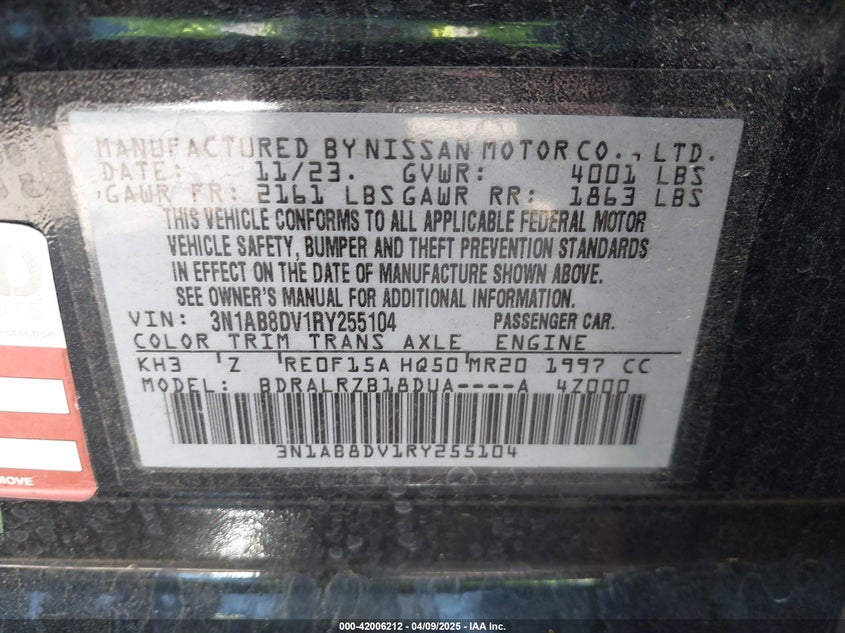 MANUFACTURED BY NISSAN MOTOR CO., LTD.
DATE: 11/23. GVWR: 4001 LBS
GAWR FR: 2161 LBS GAWR RR: 1863 LBS
THIS VEHICLE CONFORMS TO ALL APPLICABLE FEDERAL MOTOR
VEHICLE SAFETY, BUMPER AND THEFT PREVENTION STANDARDS
IN EFFECT ON THE DATE OF MANUFACTURE SHOWN ABOVE.
SEE OWNER'S MANUAL FOR ADDITIONAL INFORMATION.
VIN: 3N1AB8DV1RY255104 PASSENGER CAR.
COLOR TRIM TRANS AXLE ENGINE
KH3 Z RE0F15A HQ50 MR20 1997 CC
MODEL: BDRALRZB18DUA----A 4Z000
3N1AB8DV1RY255104
MOVE
000-42006212 - 04/09/2025 - IAA Inc.